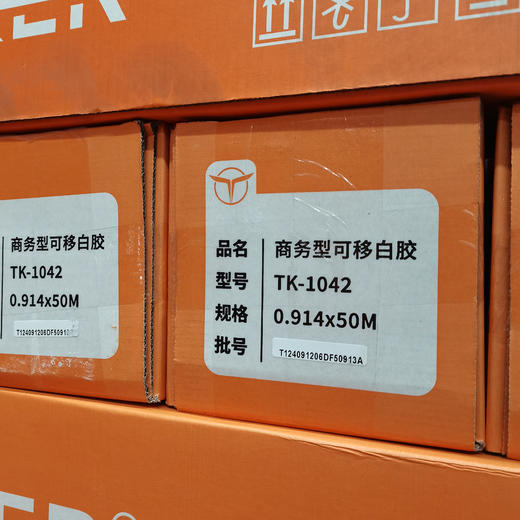 KER
商务型可移白胶
TK-1042
0.914x50M
品名 商务型可移白胶
型号 TK-1042
规格 0.914x50M
批号 T124091206DF50913A